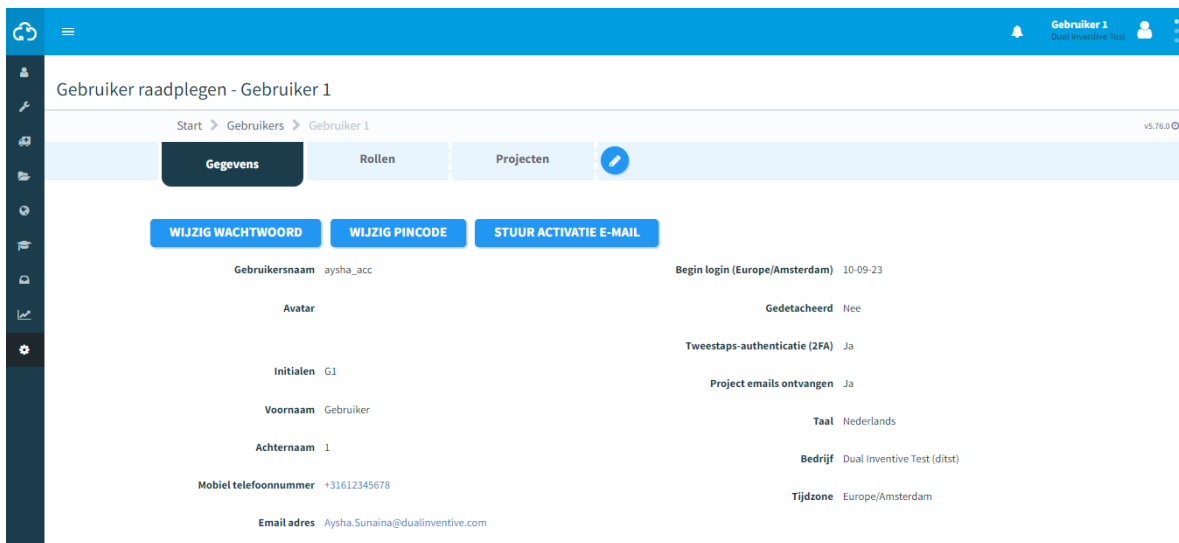 Gebruiker 1
Dual Inventive Test
Gebruiker raadplegen - Gebruiker 1
Start Gebruikers Gebruiker 1
v5.76.0
Gegevens Rollen Projecten
WIJZIG WACHTWOORD WIJZIG PINCODE STUUR ACTIVATIE E-MAIL
Gebruikersnaam aysha_acc
Avatar
Initialen G1
Voornaam Gebruiker
Achternaam 1
Mobiel telefoonnummer +31612345678
Email adres Aysha.Sunaina@dualinventive.com
Begin login (Europe/Amsterdam) 10-09-23
Gedetacheerd Nee
Tweestaps-authenticatie (2FA) Ja
Project emails ontvangen Ja
Taal Nederlands
Bedrijf Dual Inventive Test (ditst)
Tijdzone Europe/Amsterdam